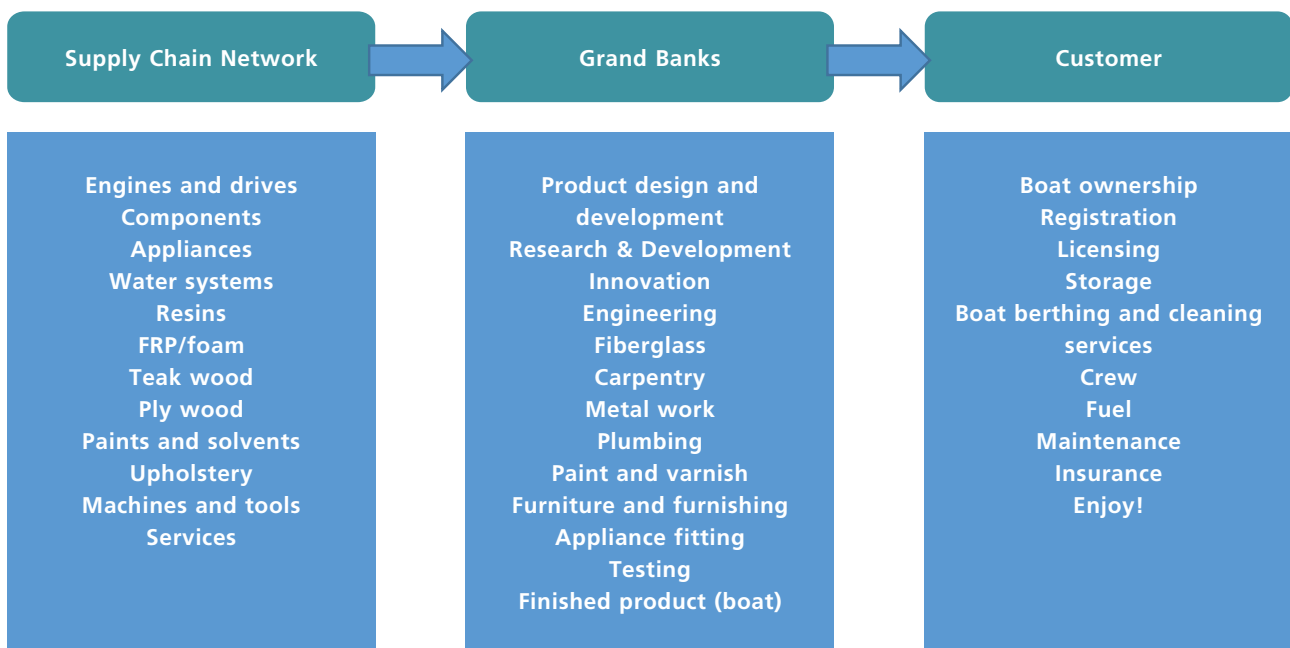 Supply Chain Network
Grand Banks
Customer
Engines and drives
Components
Appliances
Water systems
Resins
FRP/foam
Teak wood
Ply wood
Paints and solvents
Upholstery
Machines and tools
Services
Product design and
development
Research & Development
Innovation
Engineering
Fiberglass
Carpentry
Metal work
Plumbing
Paint and varnish
Furniture and furnishing
Appliance fitting
Testing
Finished product (boat)
Boat ownership
Registration
Licensing
Storage
Boat berthing and cleaning
services
Crew
Fuel
Maintenance
Insurance
Enjoy!